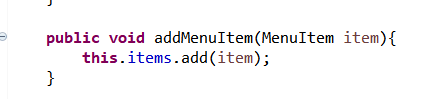 }
public void addMenuItem(MenuItem item){
this.items.add(item);
}